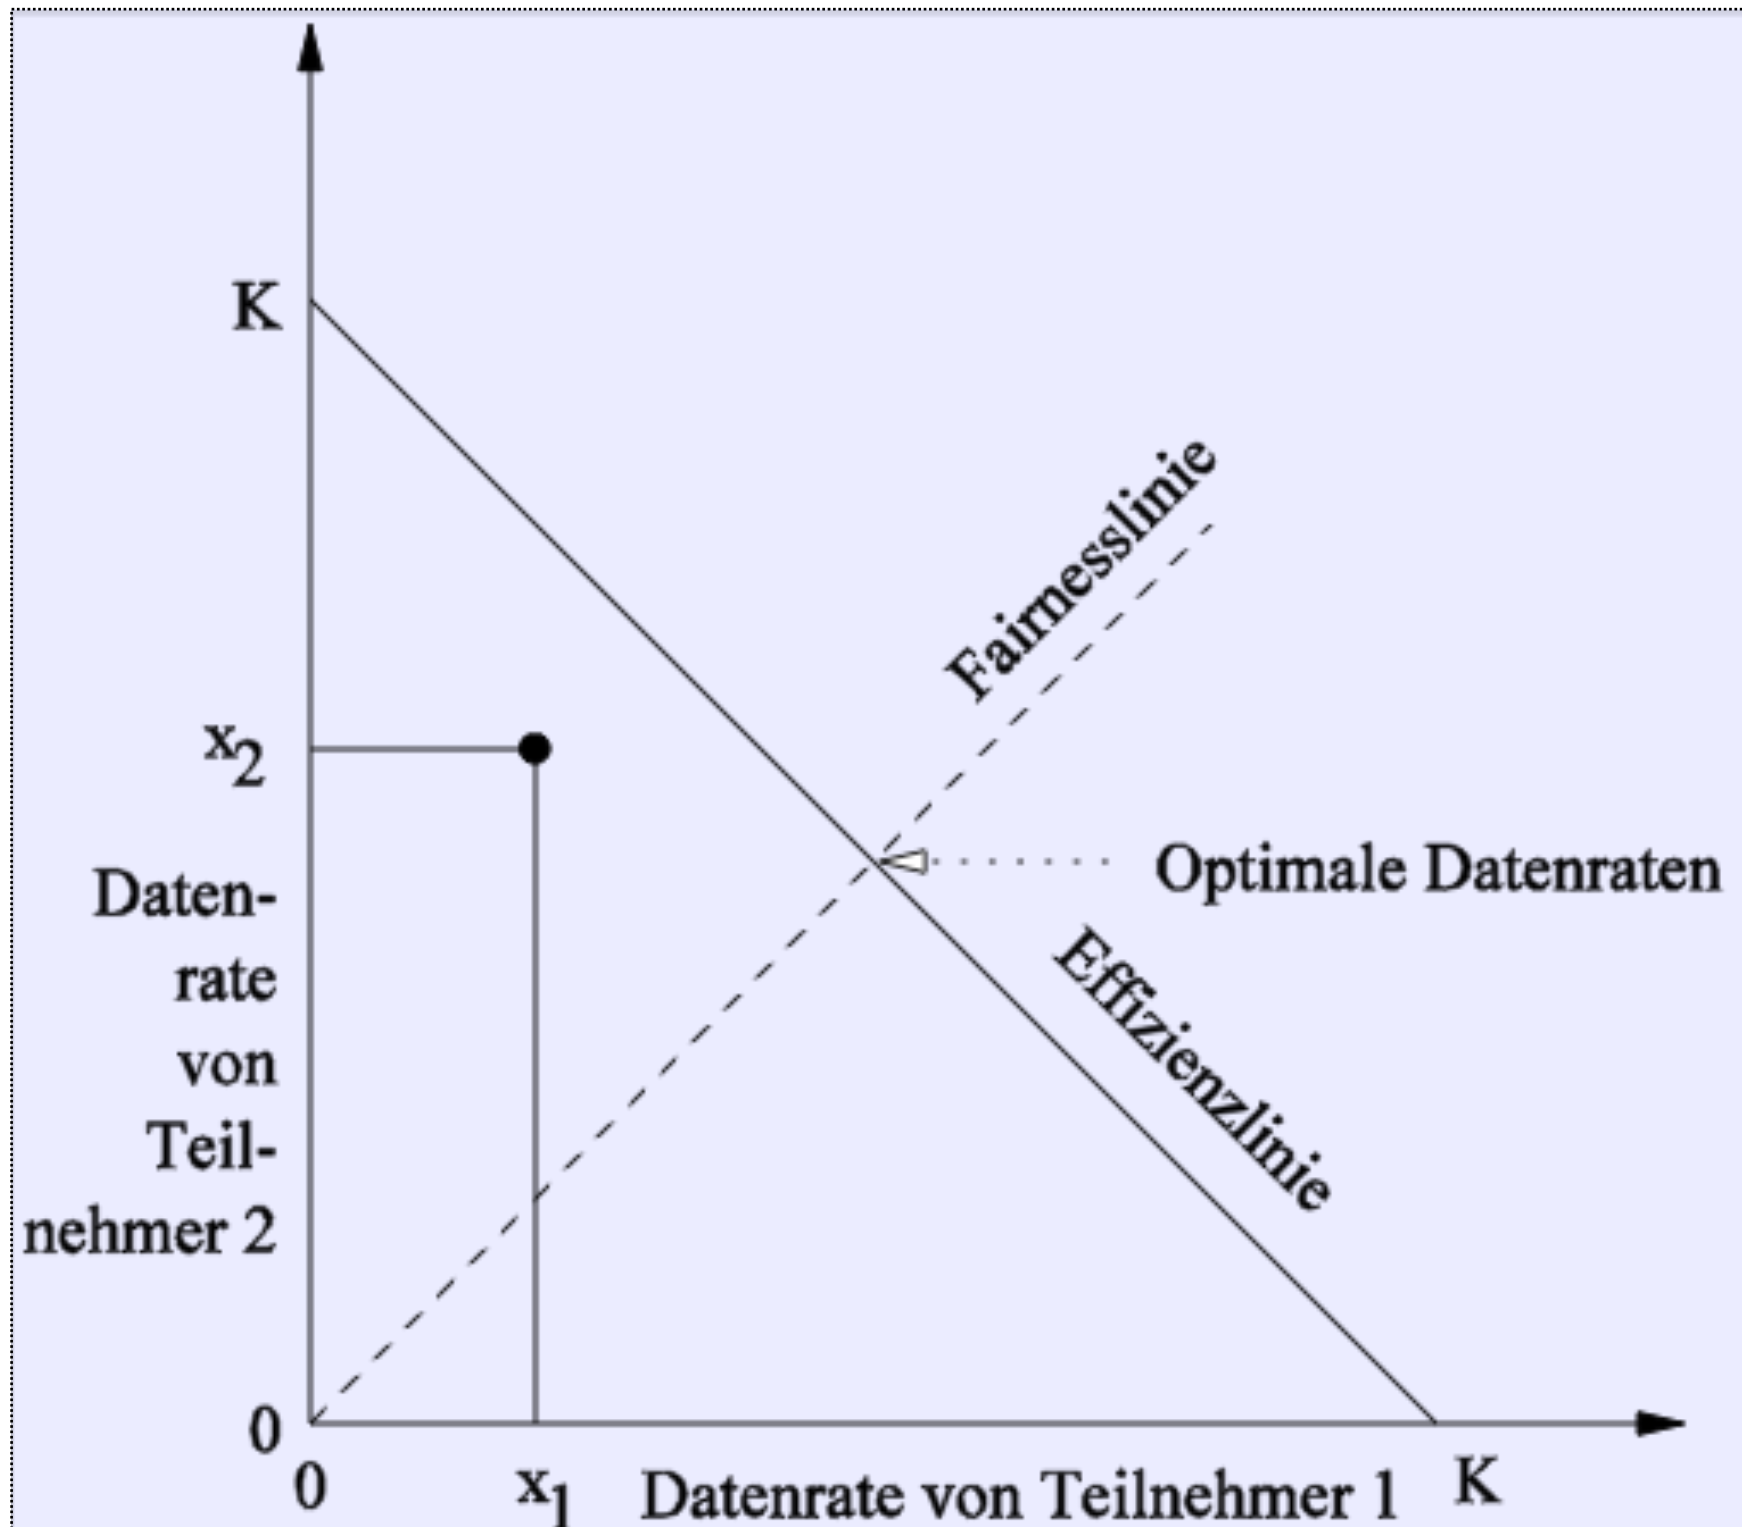 K
Fairnesslinie
x2
Optimale Datenraten
Daten-
rate
von
Teil-
nehmer 2
Effizienzlinie
0
0
x1
Datenrate von Teilnehmer 1
K